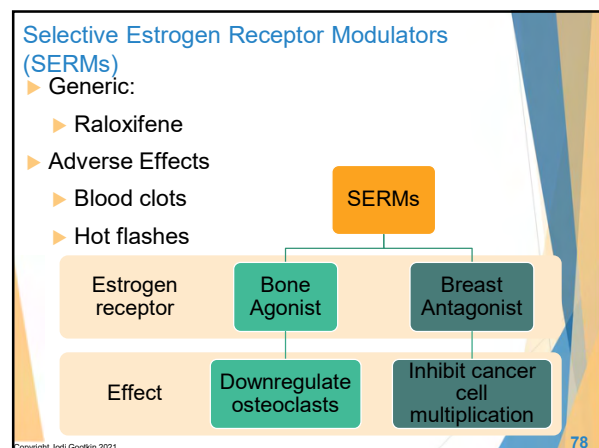 Selective Estrogen Receptor Modulators
(SERMs)
Generic:
Raloxifene
Adverse Effects
Blood clots
Hot flashes
SERMs
Estrogen
receptor
Bone
Agonist
Breast
Antagonist
Effect
Downregulate
osteoclasts
Inhibit cancer
cell
multiplication
Copyright Jodi Gootkin 2021
78